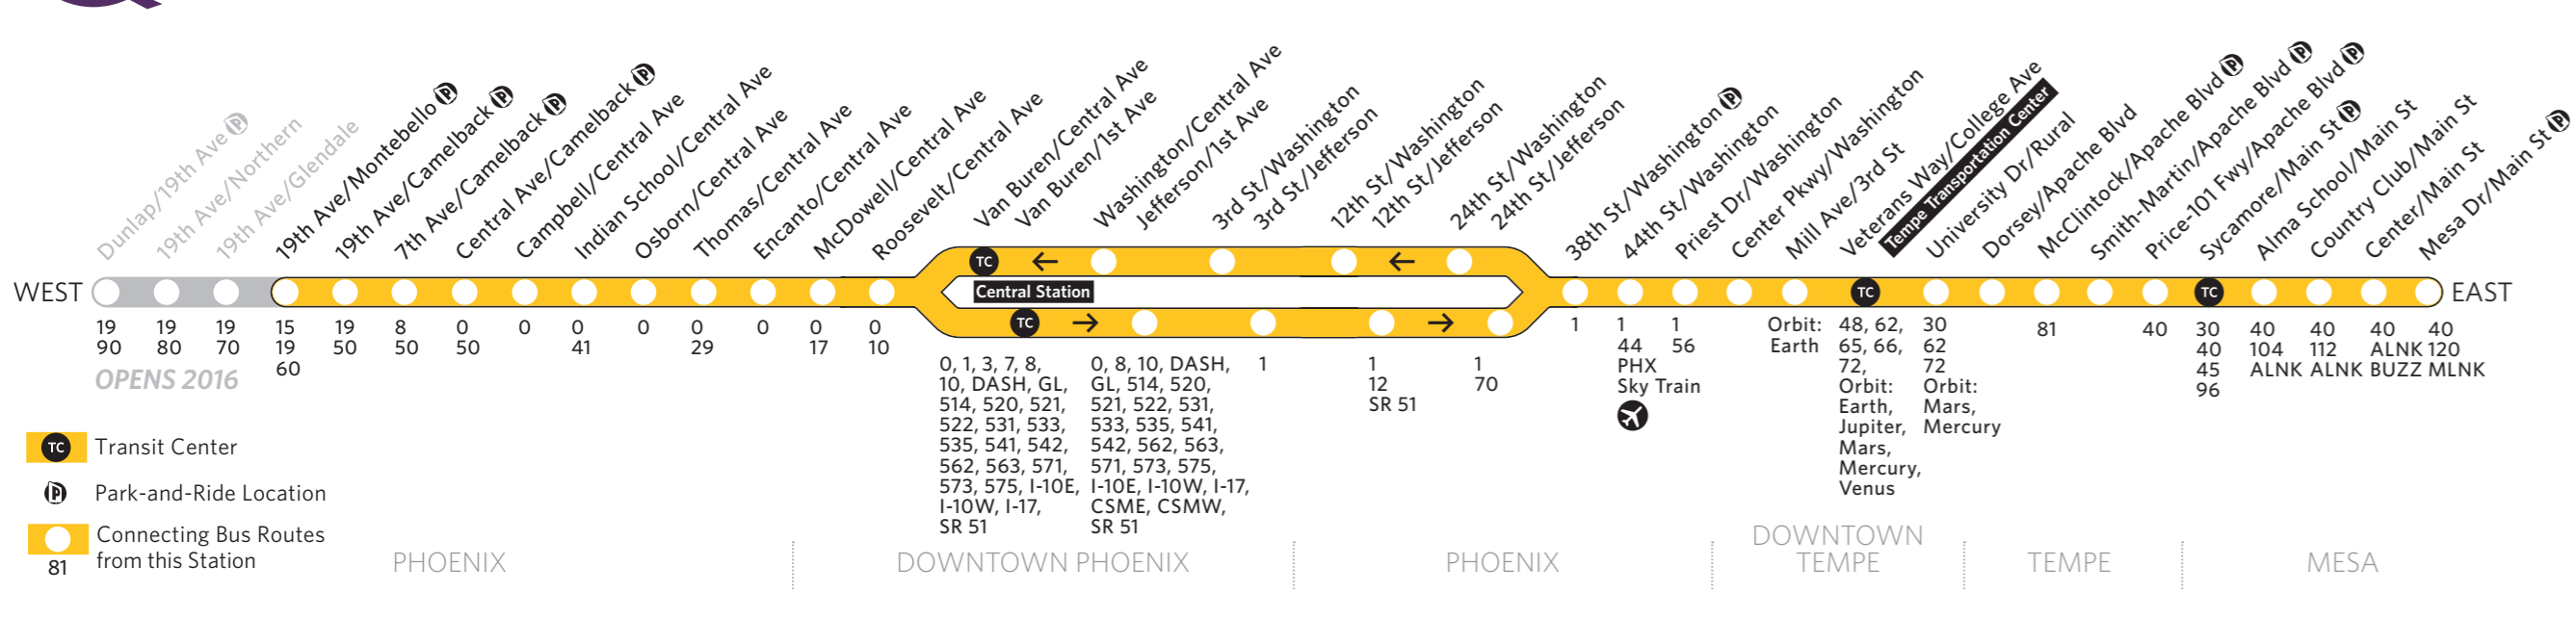 Dunlap/19th Ave P
19th Ave/Northern
19th Ave/Glendale
19th Ave/Montebello P
19th Ave/Camelback P
7th Ave/Camelback P
Central Ave/Camelback P
Campbell/Central Ave
Indian School/Central Ave
Osborn/Central Ave
Thomas/Central Ave
Encanto/Central Ave
McDowell/Central Ave
Roosevelt/Central Ave
Van Buren/Central Ave
Van Buren/1st Ave
Washington/Central Ave
Jefferson/1st Ave
3rd St/Washington
3rd St/Jefferson
12th St/Washington
12th St/Jefferson
24th St/Washington
24th St/Jefferson
38th St/Washington P
44th St/Washington
Priest Dr/Washington
Center Pkwy/Washington
Mill Ave/3rd St
Veterans Way/College Ave
Tempe Transportation Center
University Dr/Rural
Dorsey/Apache Blvd
McClintock/Apache Blvd P
Smith-Martin/Apache Blvd P
Price-101 Fwy/Apache Blvd P
Sycamore/Main St P
Alma School/Main St
Country Club/Main St
Center/Main St
Mesa Dr/Main St P
WEST
TC
Central Station
TC
TC
TC
EAST
19
90
19
80
19
70
OPENS 2016
15
19
60
19
50
8
50
0
50
0
0
41
0
0
29
0
0
17
0
10
0, 1, 3, 7, 8,
10, DASH, GL,
514, 520, 521,
522, 531, 533,
535, 541, 542,
562, 563, 571,
573, 575, I-10E,
I-10W, I-17,
SR 51
0, 8, 10, DASH,
GL, 514, 520,
521, 522, 531,
533, 535, 541,
542, 562, 563,
571, 573, 575,
I-10E, I-10W, I-17,
CSME, CSMW,
SR 51
1
1
12
SR 51
1
70
1
1
44
PHX
Sky Train
1
56
Orbit:
Earth
48, 62,
65, 66,
72,
Orbit:
Earth,
Jupiter,
Mars,
Mercury,
Venus
30
62
72
Orbit:
Mars,
Mercury
81
40
30
40
45
96
40
104
ALNK
40
112
ALNK
40
ALNK
BUZZ
40
120
MLNK
TC Transit Center
P Park-and-Ride Location
Connecting Bus Routes
from this Station
81
PHOENIX
DOWNTOWN PHOENIX
PHOENIX
DOWNTOWN
TEMPE
TEMPE
MESA